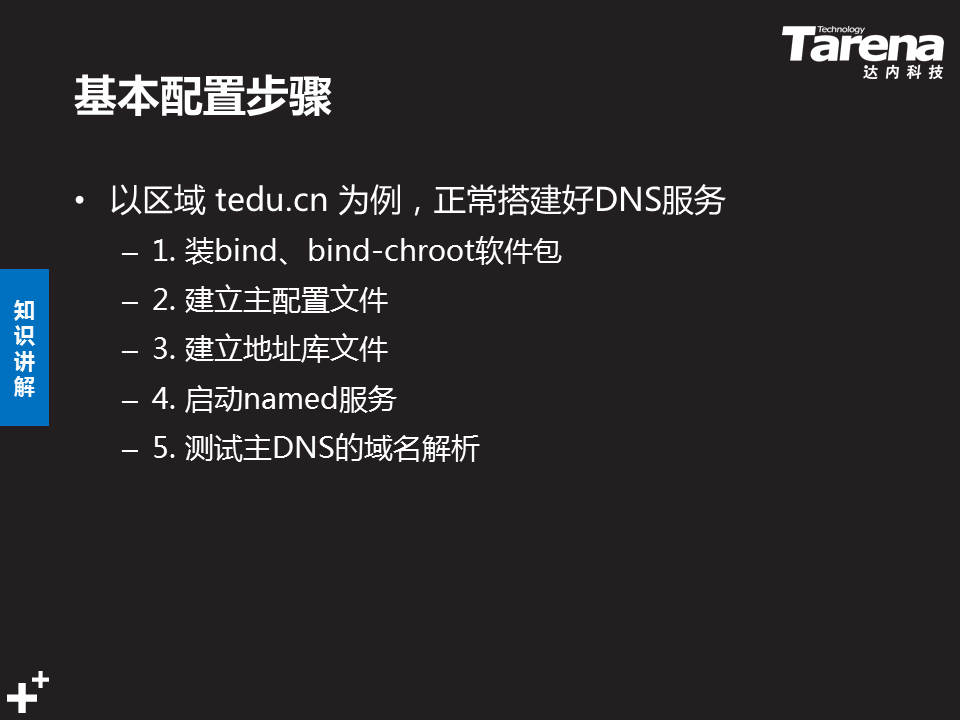 Technology
Tarena
达内科技
基本配置步骤
• 以区域 tedu.cn 为例，正常搭建好DNS服务
– 1. 装bind、bind-chroot软件包
– 2. 建立主配置文件
– 3. 建立地址库文件
– 4. 启动named服务
– 5. 测试主DNS的域名解析
知识讲解